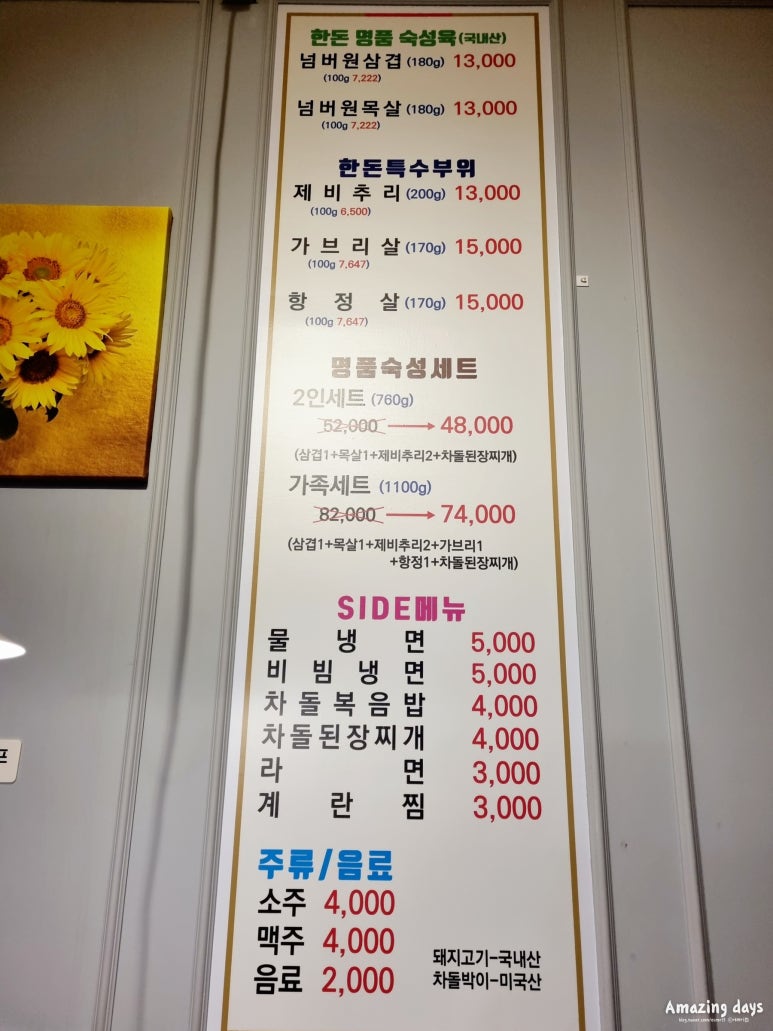 한돈 명품 숙성육(국내산)
넘버원삼겹 (180g) 13,000
(100g 7,222)
넘버원목살 (180g) 13,000
(100g 7,222)
한돈특수부위
제비추리 (200g) 13,000
(100g 6,500)
가브리살 (170g) 15,000
(100g 7,647)
항정살 (170g) 15,000
(100g 7,647)
명품숙성세트
2인세트 (760g)
52,000 → 48,000
(삼겹1+목살1+제비추리2+차돌된장찌개)
가족세트 (1100g)
82,000 → 74,000
(삼겹1+목살1+제비추리2+가브리1
+항정1+차돌된장찌개)
SIDE메뉴
물냉면 5,000
비빔냉면 5,000
차돌복음밥 4,000
차돌된장찌개 4,000
라면 3,000
계란찜 3,000
주류/음료
소주 4,000
맥주 4,000
음료 2,000
돼지고기-국내산
차돌박이-미국산
프
Amazing days